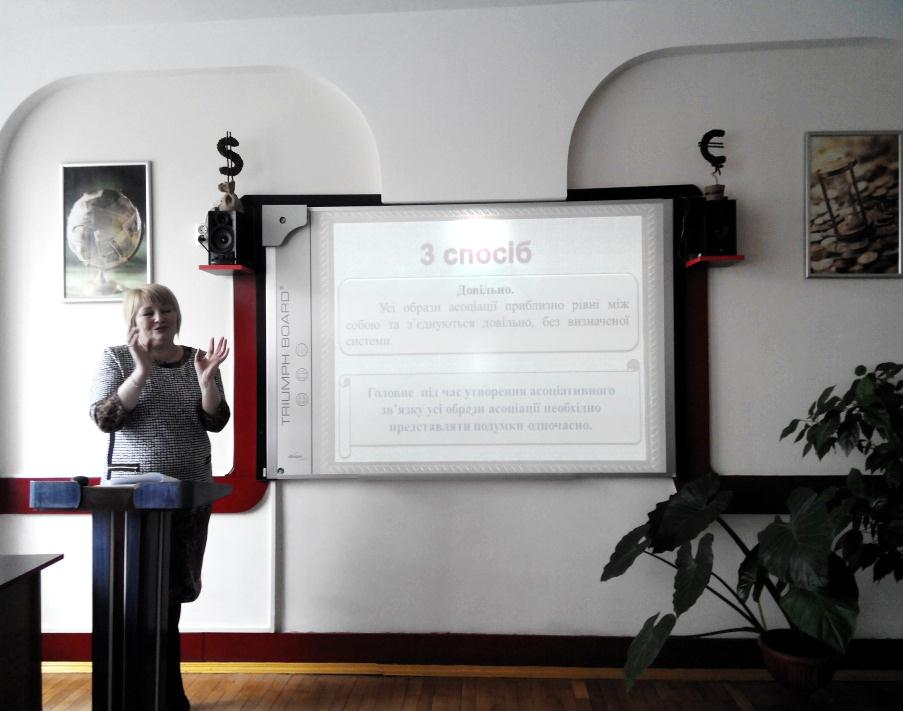 $
€
TRIUMPH BOARD
3 спосіб
Довільно.
Усі образи асоціації приблизно рівні між
собою та з'єднуються довільно, без визначеної
системи.
Головне під час утворення асоціативного
зв'язку усі образи асоціації необхідно
представляти подумки одночасно.